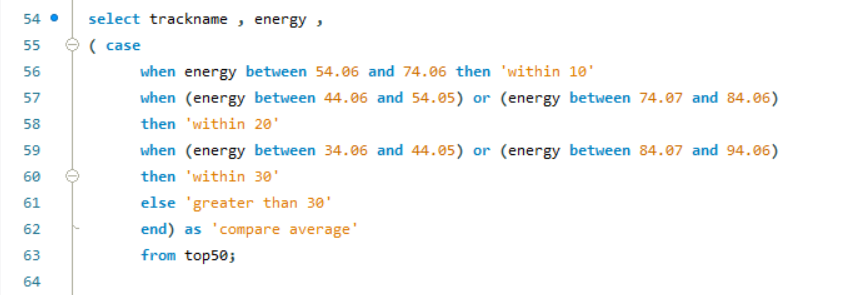 54 select trackname , energy ,
55 ( case
56 when energy between 54.06 and 74.06 then 'within 10'
57 when (energy between 44.06 and 54.05) or (energy between 74.07 and 84.06)
58 then 'within 20'
59 when (energy between 34.06 and 44.05) or (energy between 84.07 and 94.06)
60 then 'within 30'
61 else 'greater than 30'
62 end) as 'compare average'
63 from top50;
64